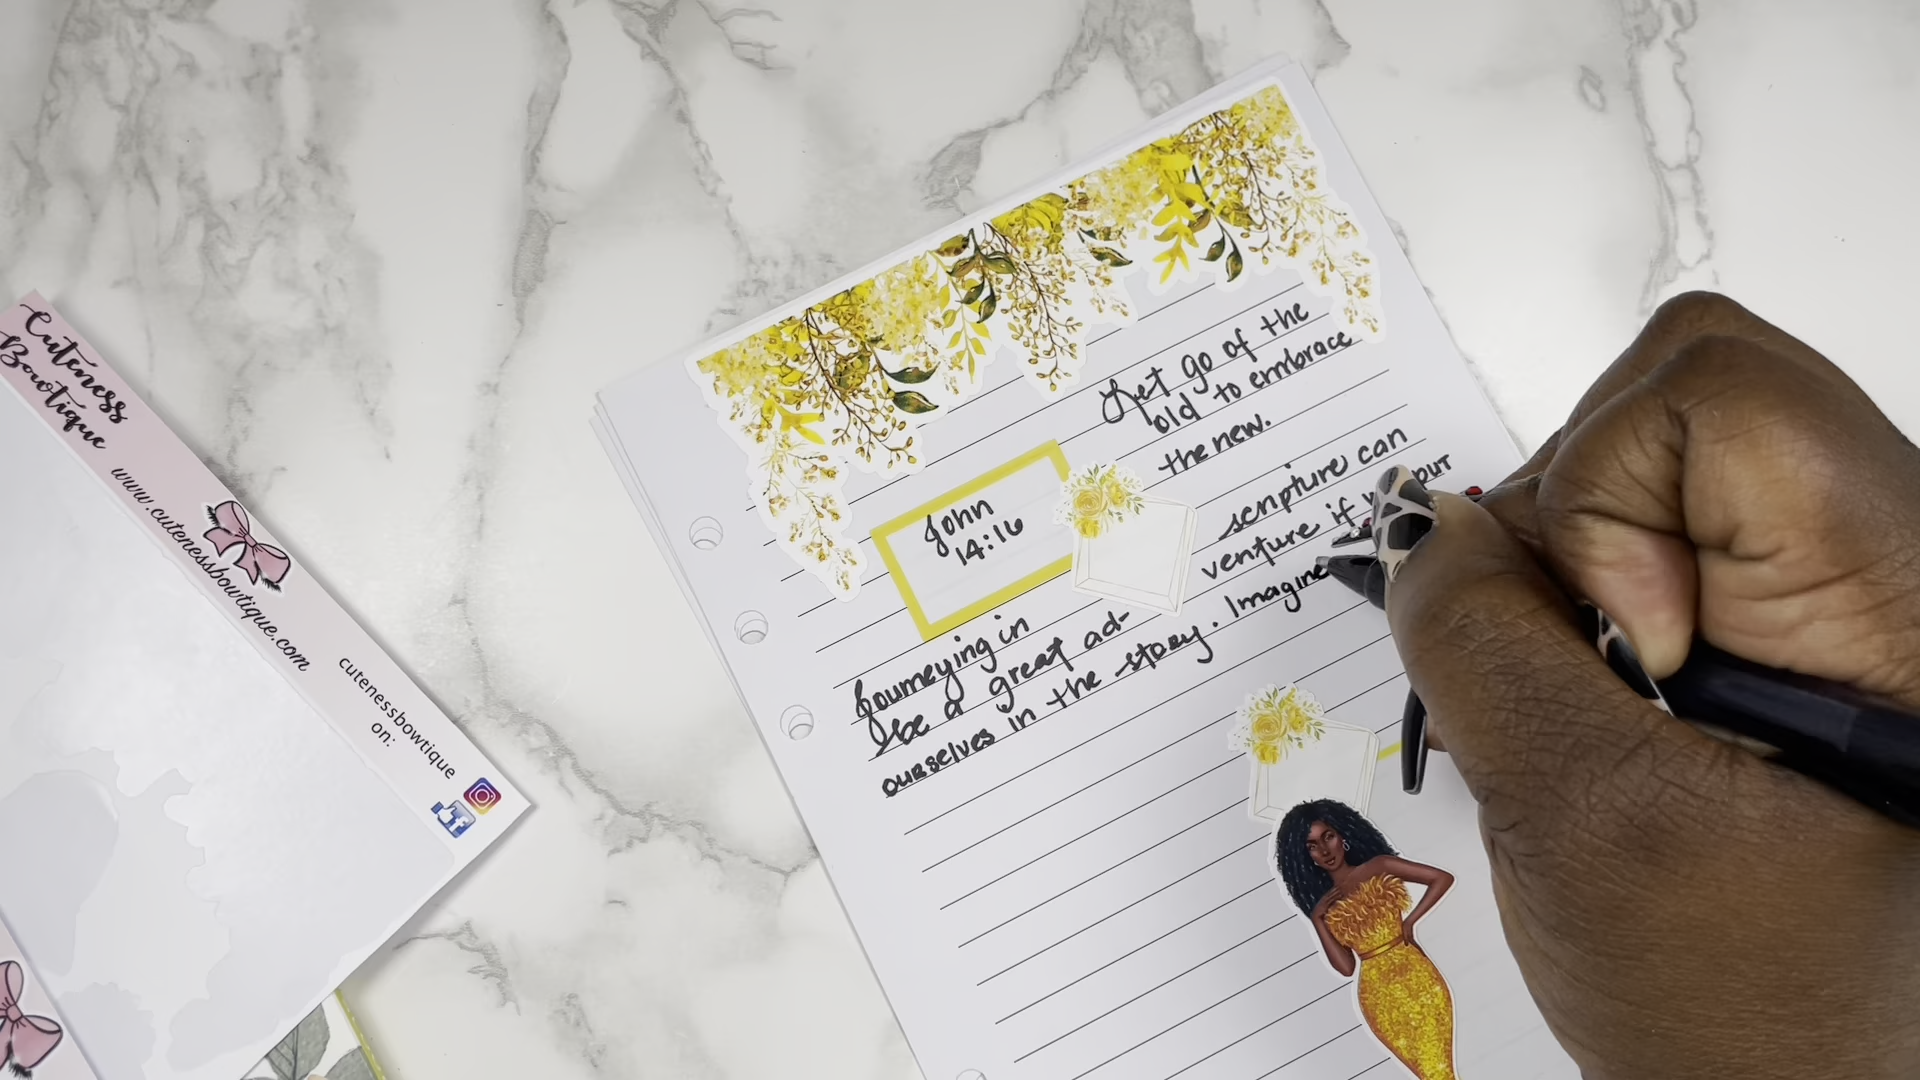 Cuteness
Bowtique
www.cutenessbowtique.com
cutenessbowtique
on:
Let go of the
old to embrace
the new.
John
14:16
Journeying in scripture can
be a great ad- venture if put
ourselves in the story. Imagine